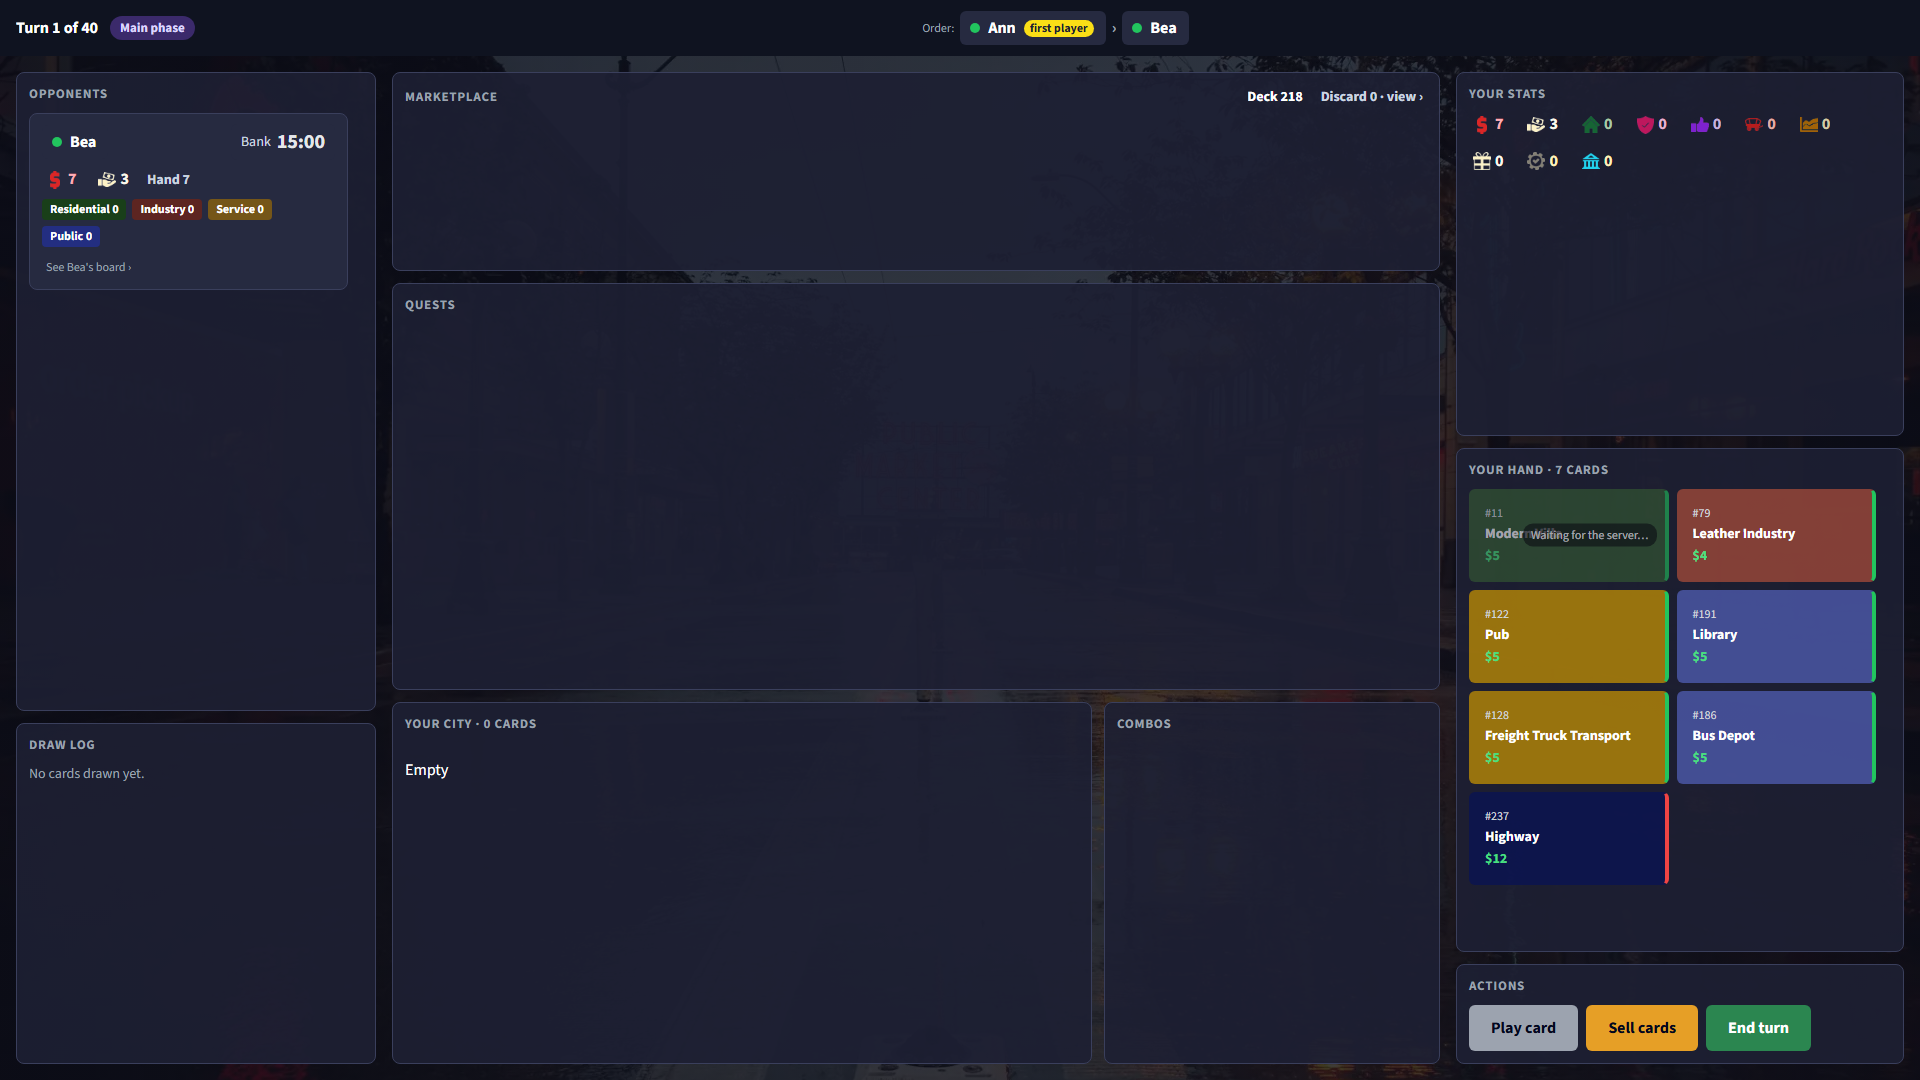 Turn 1 of 40 Main phase
Order: Ann first player › Bea
OPPONENTS
Bea Bank 15:00
7 3 Hand 7
Residential 0 Industry 0 Service 0
Public 0
See Bea's board ›
DRAW LOG
No cards drawn yet.
MARKETPLACE Deck 218 Discard 0 · view ›
QUESTS
YOUR CITY · 0 CARDS
Empty
COMBOS
YOUR STATS
7 3 0 0 0 0 0
0 0 0
YOUR HAND · 7 CARDS
#11
Waiting for the server...
$5
#79
Leather Industry
$4
#122
Pub
$5
#191
Library
$5
#128
Freight Truck Transport
$5
#186
Bus Depot
$5
#237
Highway
$12
ACTIONS
Play card Sell cards End turn